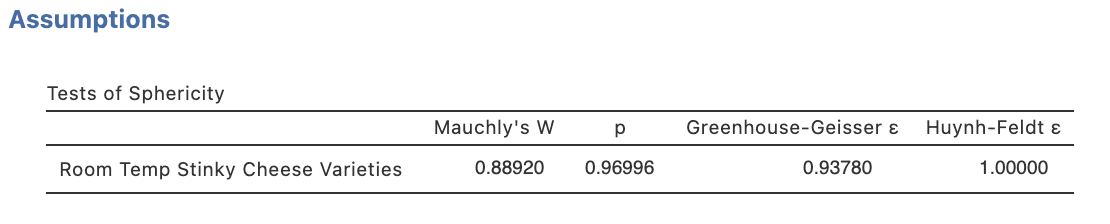 Assumptions
Tests of Sphericity
Mauchly's W p Greenhouse-Geisser ε Huynh-Feldt ε
Room Temp Stinky Cheese Varieties 0.88920 0.96996 0.93780 1.00000